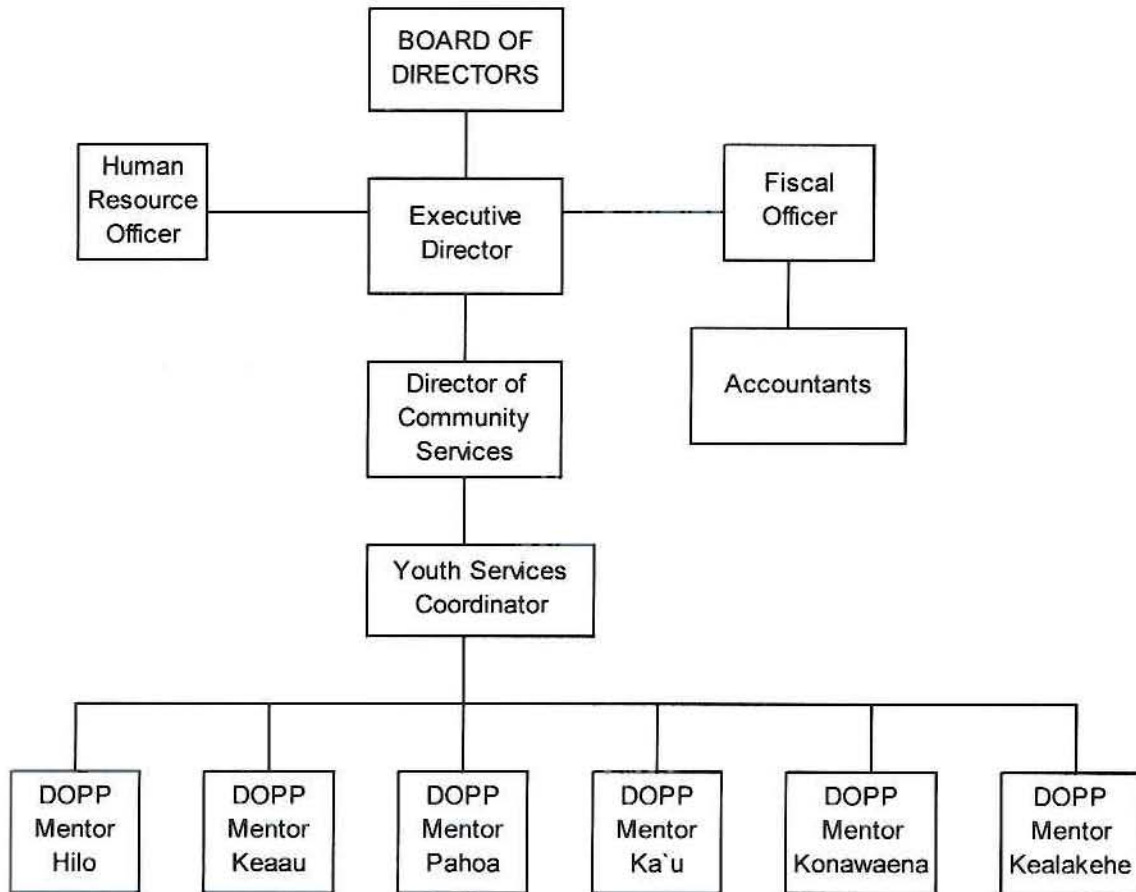 BOARD OF
DIRECTORS
Human
Resource
Officer
Executive
Director
Fiscal
Officer
Director of
Community
Services
Accountants
Youth Services
Coordinator
DOPP
Mentor
Hilo
DOPP
Mentor
Keaau
DOPP
Mentor
Pahoa
DOPP
Mentor
Ka`u
DOPP
Mentor
Konawaena
DOPP
Mentor
Kealakehe